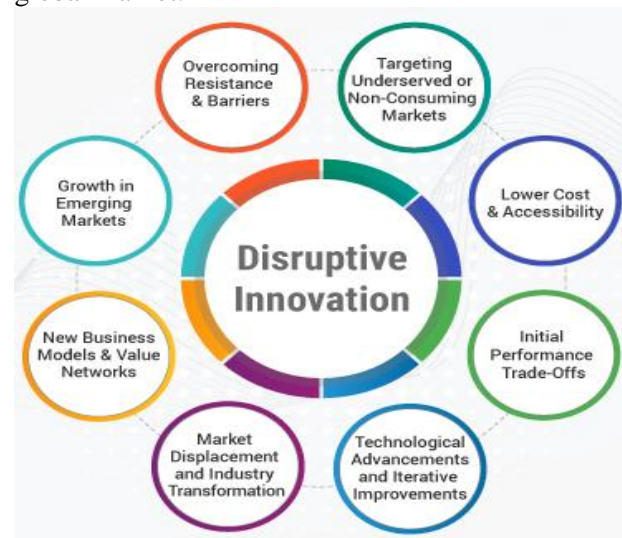 Disruptive
Innovation
Targeting
Underserved or
Non-Consuming
Markets
Lower Cost
& Accessibility
Initial
Performance
Trade-Offs
Technological
Advancements
and Iterative
Improvements
Market
Displacement
and Industry
Transformation
New Business
Models & Value
Networks
Growth in
Emerging
Markets
Overcoming
Resistance
& Barriers